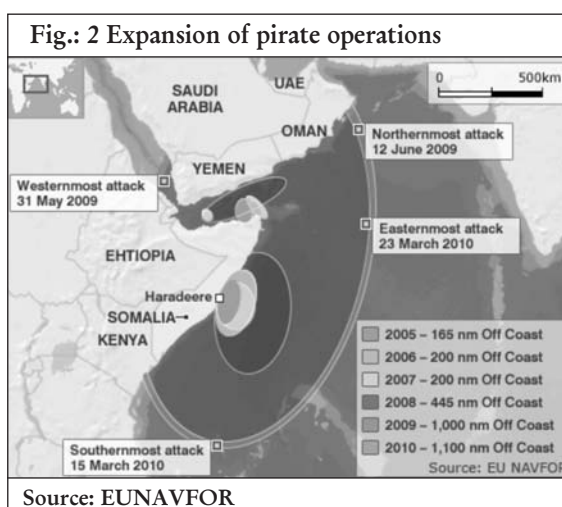 Fig.: 2 Expansion of pirate operations
0 500km
SAUDI
ARABIA
UAE
OMAN
YEMEN
Northernmost attack
12 June 2009
Westernmost attack
31 May 2009
Easternmost attack
23 March 2010
EHTIOPIA
Haradeere
SOMALIA
KENYA
2005 – 165 nm Off Coast
2006 – 200 nm Off Coast
2007 – 200 nm Off Coast
2008 – 445 nm Off Coast
2009 – 1,000 nm Off Coast
2010 – 1,100 nm Off Coast
Southernmost attack
15 March 2010
Source: EU NAVFOR
Source: EUNAVFOR